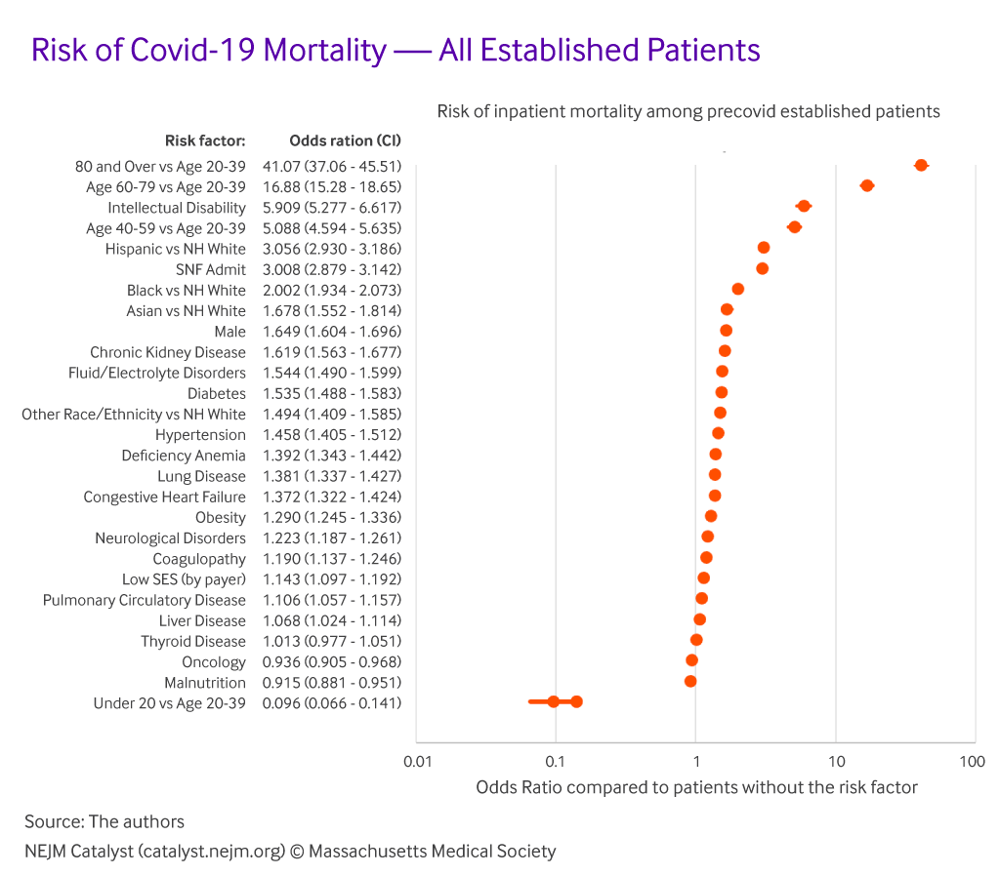 Risk of Covid-19 Mortality — All Established Patients
Risk of inpatient mortality among precovid established patients
Risk factor: Odds ration (CI)
80 and Over vs Age 20-39 41.07 (37.06 - 45.51)
Age 60-79 vs Age 20-39 16.88 (15.28 - 18.65)
Intellectual Disability 5.909 (5.277 - 6.617)
Age 40-59 vs Age 20-39 5.088 (4.594 - 5.635)
Hispanic vs NH White 3.056 (2.930 - 3.186)
SNF Admit 3.008 (2.879 - 3.142)
Black vs NH White 2.002 (1.934 - 2.073)
Asian vs NH White 1.678 (1.552 - 1.814)
Male 1.649 (1.604 - 1.696)
Chronic Kidney Disease 1.619 (1.563 - 1.677)
Fluid/Electrolyte Disorders 1.544 (1.490 - 1.599)
Diabetes 1.535 (1.488 - 1.583)
Other Race/Ethnicity vs NH White 1.494 (1.409 - 1.585)
Hypertension 1.458 (1.405 - 1.512)
Deficiency Anemia 1.392 (1.343 - 1.442)
Lung Disease 1.381 (1.337 - 1.427)
Congestive Heart Failure 1.372 (1.322 - 1.424)
Obesity 1.290 (1.245 - 1.336)
Neurological Disorders 1.223 (1.187 - 1.261)
Coagulopathy 1.190 (1.137 - 1.246)
Low SES (by payer) 1.143 (1.097 - 1.192)
Pulmonary Circulatory Disease 1.106 (1.057 - 1.157)
Liver Disease 1.068 (1.024 - 1.114)
Thyroid Disease 1.013 (0.977 - 1.051)
Oncology 0.936 (0.905 - 0.968)
Malnutrition 0.915 (0.881 - 0.951)
Under 20 vs Age 20-39 0.096 (0.066 - 0.141)
0.01 0.1 1 10 100
Odds Ratio compared to patients without the risk factor
Source: The authors
NEJM Catalyst (catalyst.nejm.org) © Massachusetts Medical Society